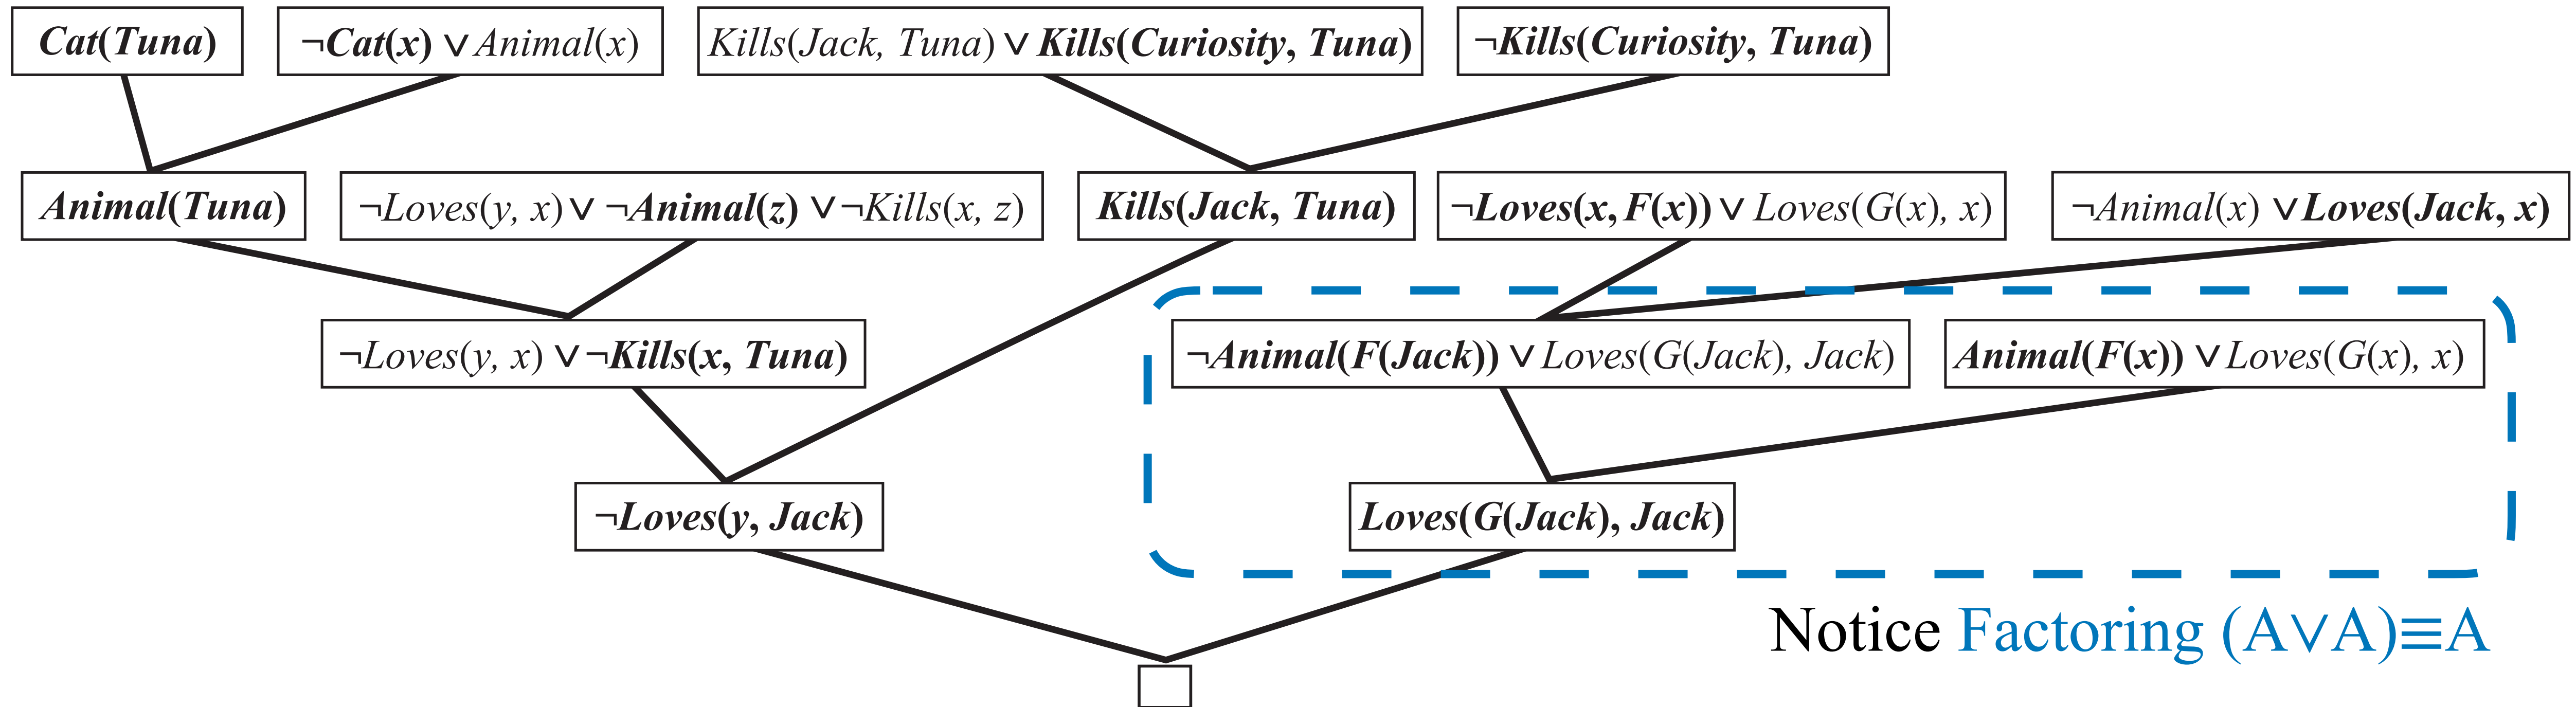 Cat(Tuna)
¬Cat(x) ∨ Animal(x)
Kills(Jack, Tuna) ∨ Kills(Curiosity, Tuna)
¬Kills(Curiosity, Tuna)
Animal(Tuna)
¬Loves(y, x) ∨ ¬Animal(z) ∨ ¬Kills(x, z)
Kills(Jack, Tuna)
¬Loves(x, F(x)) ∨ Loves(G(x), x)
¬Animal(x) ∨ Loves(Jack, x)
¬Loves(y, x) ∨ ¬Kills(x, Tuna)
¬Animal(F(Jack)) ∨ Loves(G(Jack), Jack)
Animal(F(x)) ∨ Loves(G(x), x)
¬Loves(y, Jack)
Loves(G(Jack), Jack)
Notice Factoring (A∨A)≡A